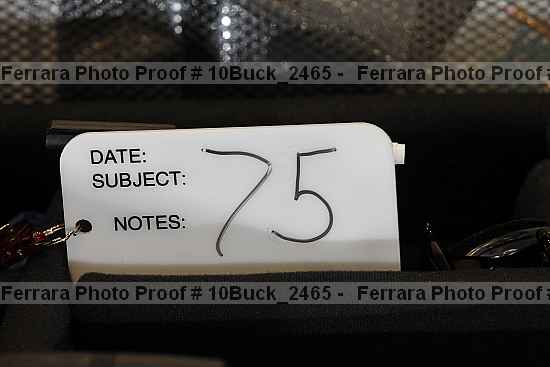 Ferrara Photo Proof # 10Buck_2465 - Ferrara Photo Proof #
DATE:
SUBJECT:
75
NOTES:
Ferrara Photo Proof # 10Buck_2465 - Ferrara Photo Proof #